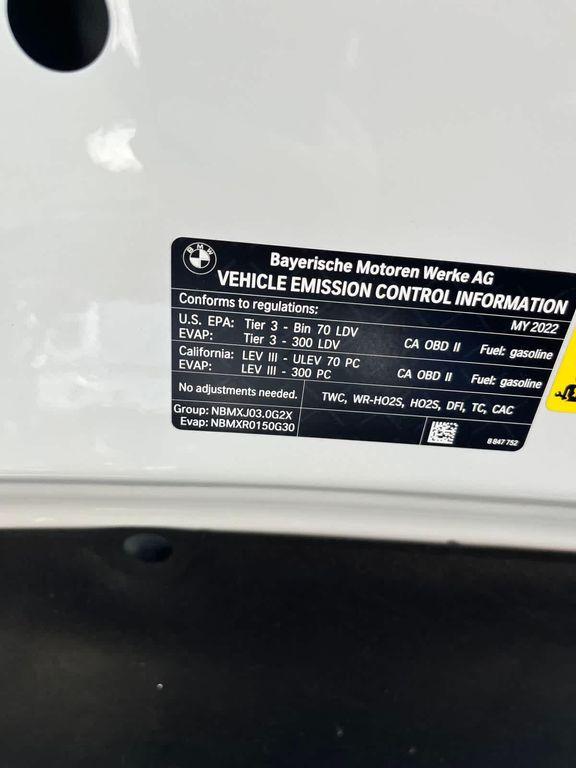 BMW
Bayerische Motoren Werke AG
VEHICLE EMISSION CONTROL INFORMATION
Conforms to regulations: MY 2022
U.S. EPA: Tier 3 - Bin 70 LDV CA OBD II Fuel: gasoline
EVAP: Tier 3 - 300 LDV
California: LEV III - ULEV 70 PC CA OBD II Fuel: gasoline
EVAP: LEV III - 300 PC
No adjustments needed. TWC, WR-HO2S, HO2S, DFI, TC, CAC
Group: NBMXJ03.0G2X
Evap: NBMXR0150G30
8 847 752